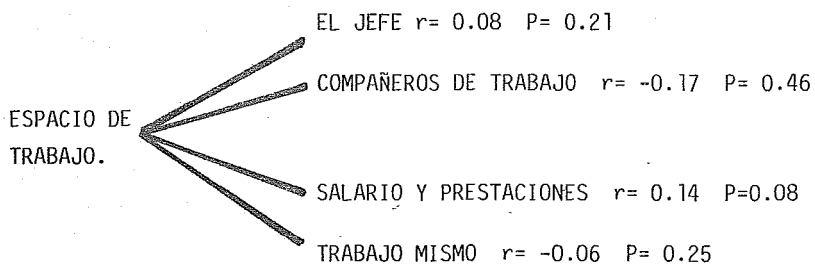 EL JEFE r= 0.08 P= 0.21
COMPAÑEROS DE TRABAJO r= -0.17 P= 0.46
ESPACIO DE
TRABAJO.
SALARIO Y PRESTACIONES r= 0.14 P=0.08
TRABAJO MISMO r= -0.06 P= 0.25